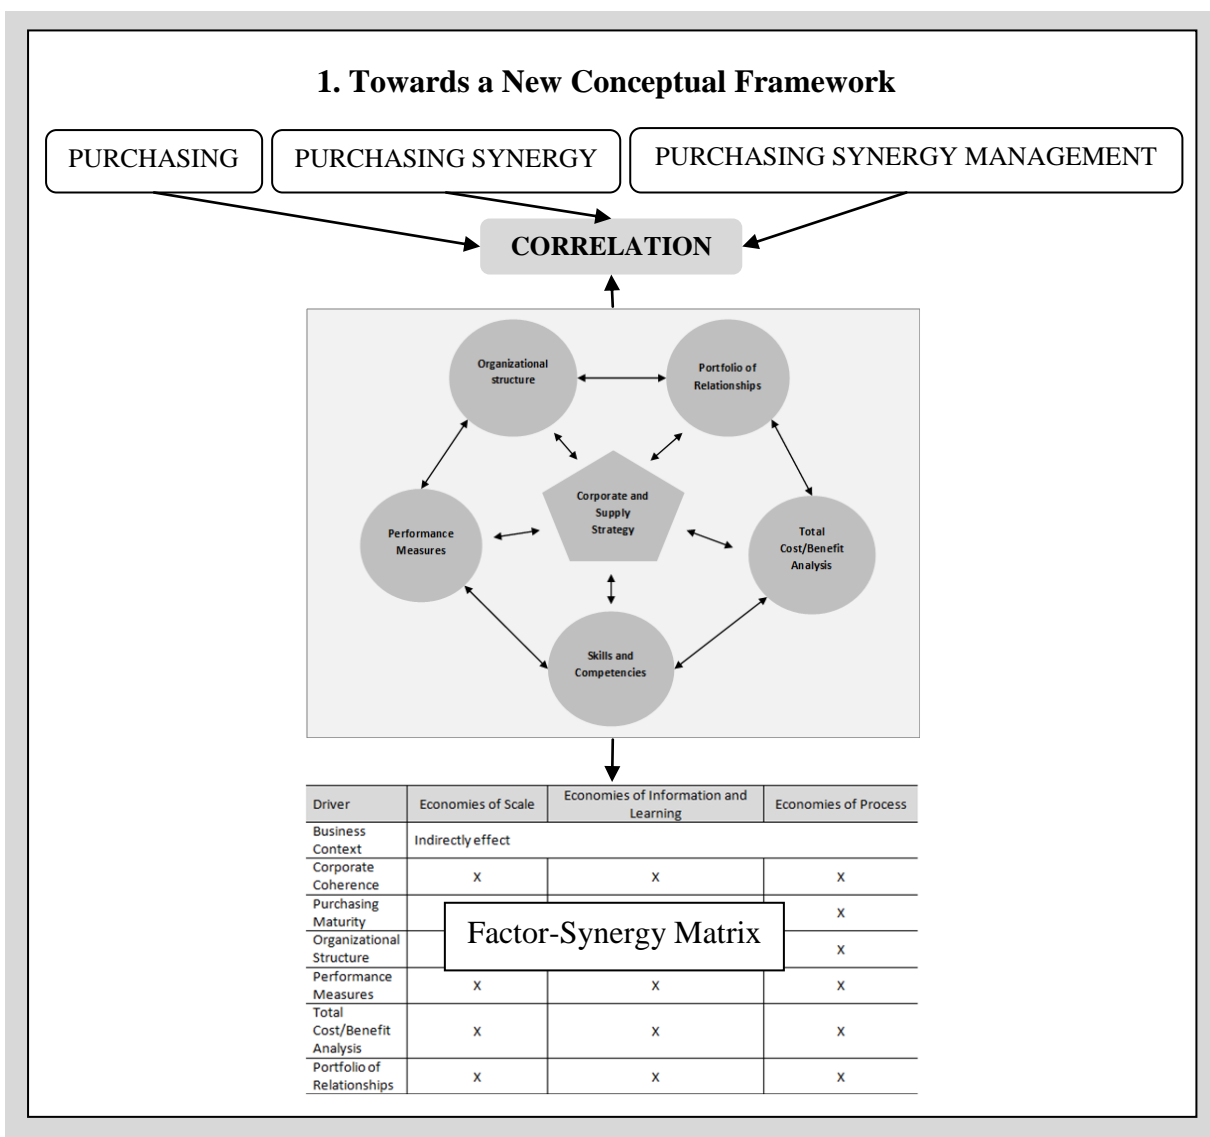 1. Towards a New Conceptual Framework
PURCHASING
PURCHASING SYNERGY
PURCHASING SYNERGY MANAGEMENT
CORRELATION
Organizational
structure
Portfolio of
Relationships
Corporate and
Supply
Strategy
Performance
Measures
Total
Cost/Benefit
Analysis
Skills and
Competencies
Driver
Economies of Scale
Economies of Information and
Learning
Economies of Process
Business
Context
Indirectly effect
Corporate
Coherence
X X X
Purchasing
Maturity
X
Factor-Synergy Matrix
Organizational
Structure
X
Performance
Measures
X X X
Total
Cost/Benefit
Analysis
X X X
Portfolio of
Relationships
X X X